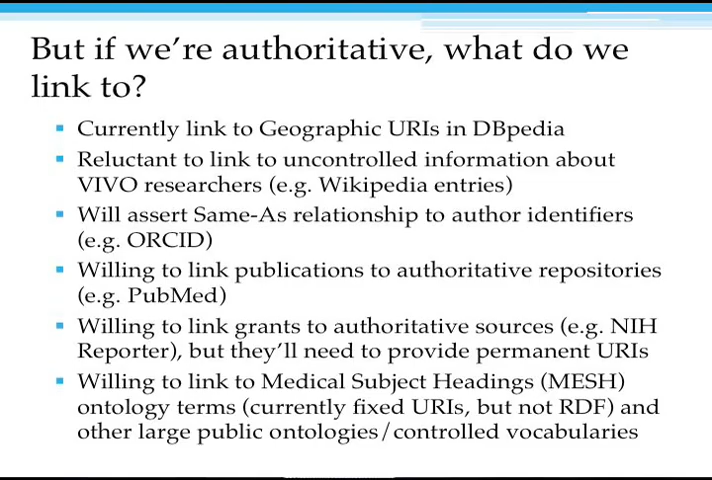 But if we’re authoritative, what do we
link to?
Currently link to Geographic URIs in DBpedia
Reluctant to link to uncontrolled information about
VIVO researchers (e.g. Wikipedia entries)
Will assert Same-As relationship to author identifiers
(e.g. ORCID)
Willing to link publications to authoritative repositories
(e.g. PubMed)
Willing to link grants to authoritative sources (e.g. NIH
Reporter), but they’ll need to provide permanent URIs
Willing to link to Medical Subject Headings (MESH)
ontology terms (currently fixed URIs, but not RDF) and
other large public ontologies/controlled vocabularies